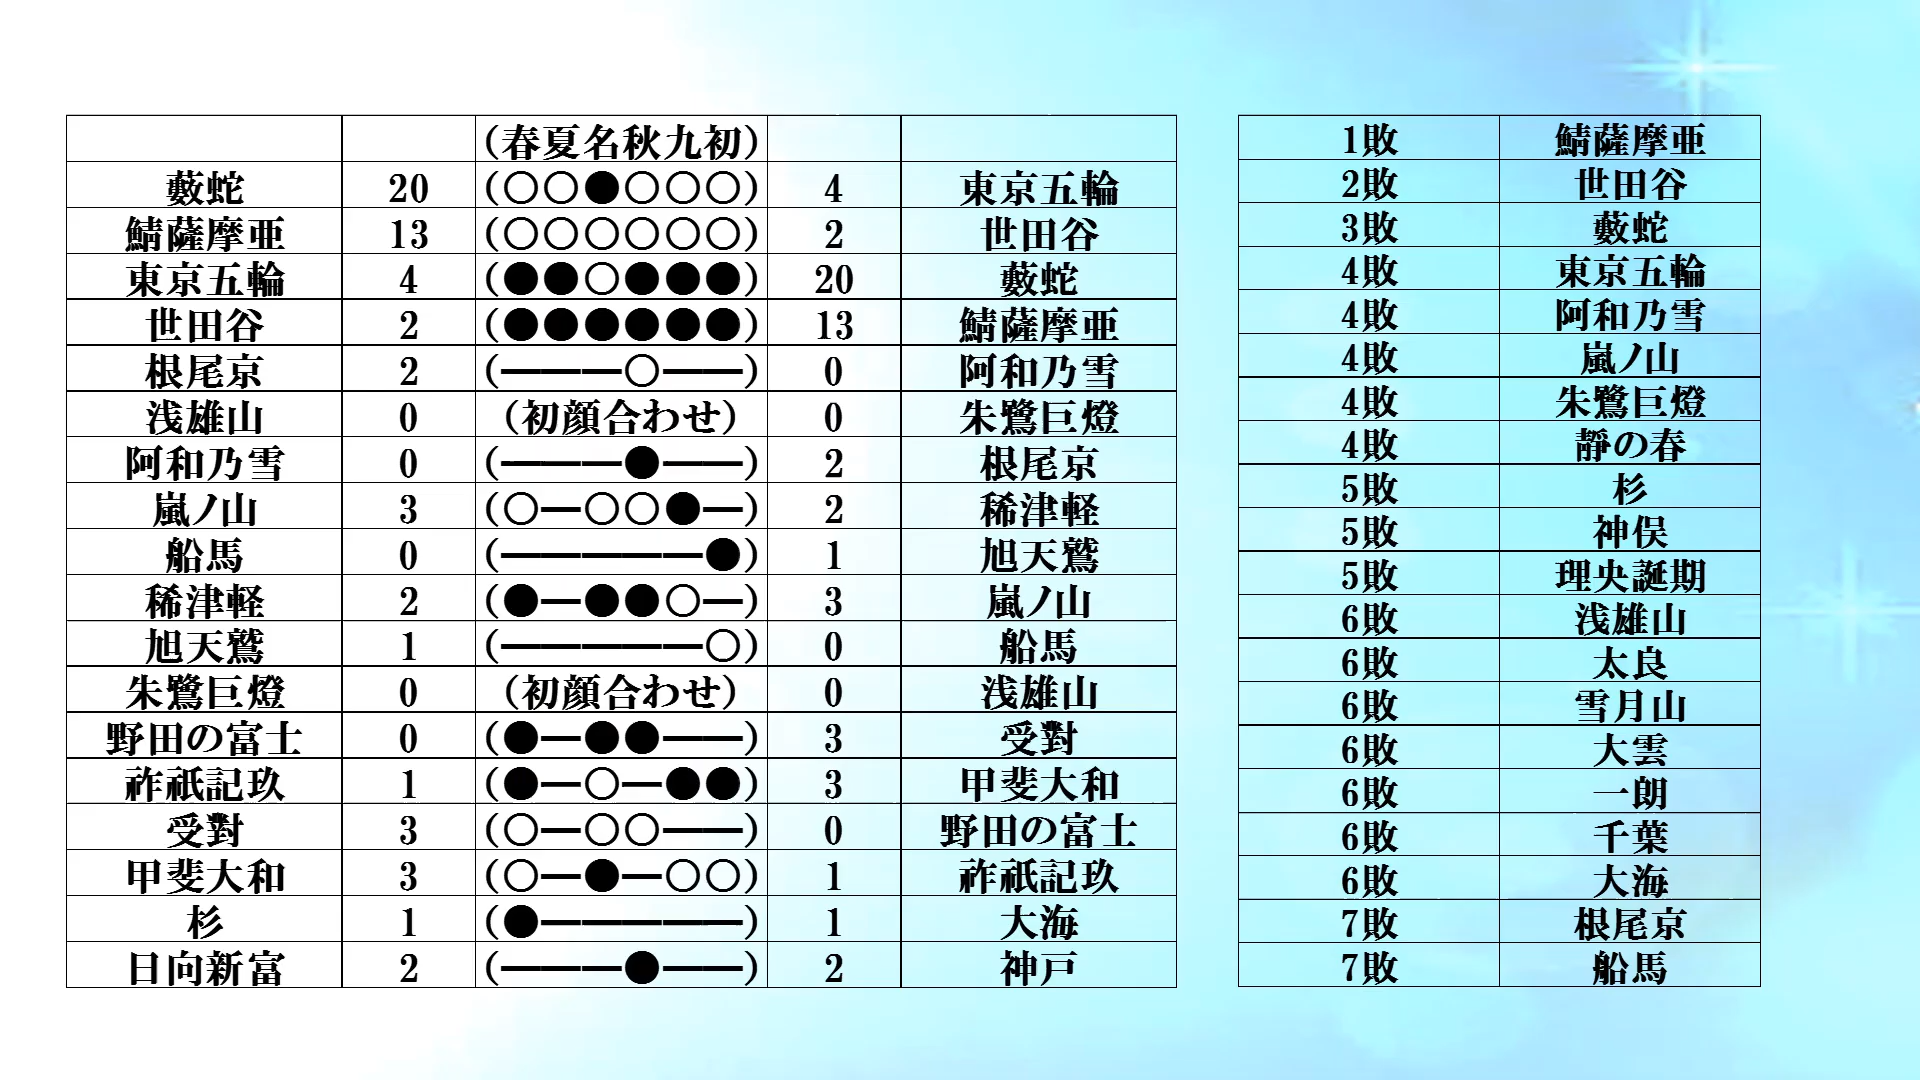 (春夏名秋九初)
藪蛇 20 (○○●○○○) 4 東京五輪
鯖薩摩亜 13 (○○○○○○) 2 世田谷
東京五輪 4 (●●○●●●) 20 藪蛇
世田谷 2 (●●●●●●) 13 鯖薩摩亜
根尾京 2 (―――○――) 0 阿和乃雪
浅雄山 0 (初顔合わせ) 0 朱鷺巨燈
阿和乃雪 0 (―――●――) 2 根尾京
嵐ノ山 3 (○―○○●―) 2 稀津軽
船馬 0 (―――――●) 1 旭天鷲
稀津軽 2 (●―●●○―) 3 嵐ノ山
旭天鷲 1 (―――――○) 0 船馬
朱鷺巨燈 0 (初顔合わせ) 0 浅雄山
野田の富士 0 (●―●●――) 3 受對
祚祇記玖 1 (●―○―●●) 3 甲斐大和
受對 3 (○―○○――) 0 野田の富士
甲斐大和 3 (○―●―○○) 1 祚祇記玖
杉 1 (●―――――) 1 大海
日向新富 2 (―――●――) 2 神戸
1敗 鯖薩摩亜
2敗 世田谷
3敗 藪蛇
4敗 東京五輪
4敗 阿和乃雪
4敗 嵐ノ山
4敗 朱鷺巨燈
4敗 靜の春
5敗 杉
5敗 神俣
5敗 理央誕期
6敗 浅雄山
6敗 太良
6敗 雪月山
6敗 大雲
6敗 一朗
6敗 千葉
6敗 大海
7敗 根尾京
7敗 船馬